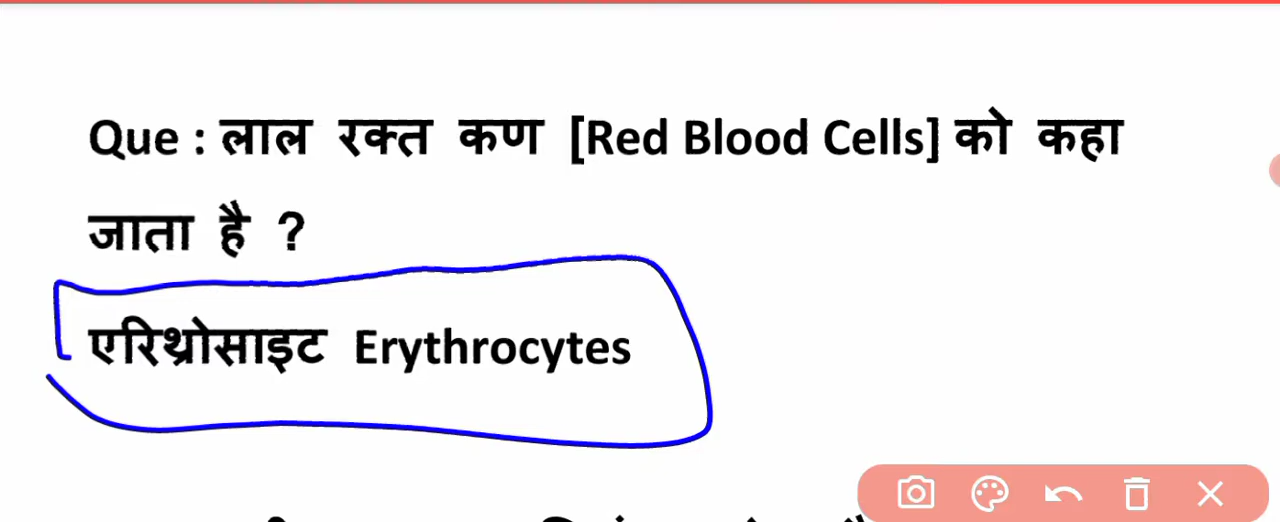 Que : लाल रक्त कण [Red Blood Cells] को कहा
जाता है ?
एरिथ्रोसाइट Erythrocytes